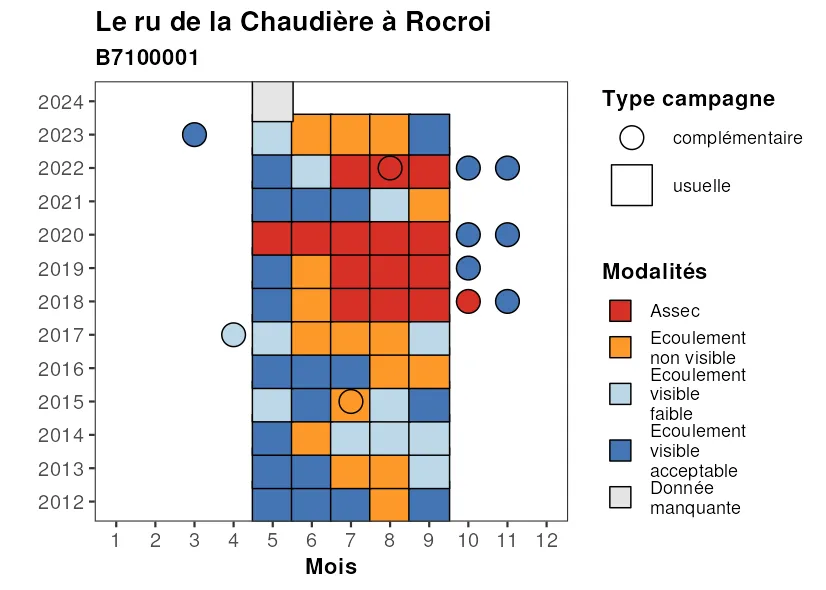 Le ru de la Chaudière à Rocroi
B7100001
2024
2023
2022
2021
2020
2019
2018
2017
2016
2015
2014
2013
2012
1 2 3 4 5 6 7 8 9 10 11 12
Mois
Type campagne
complémentaire
usuelle
Modalités
Assec
Ecoulement
non visible
Ecoulement
visible
faible
Ecoulement
visible
acceptable
Donnée
manquante